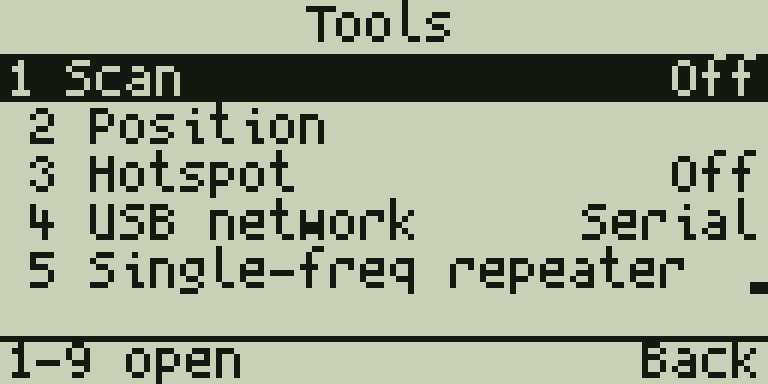 Tools
1 Scan Off
2 Position
3 Hotspot Off
4 USB network Serial
5 Single-freq repeater
1-9 open Back